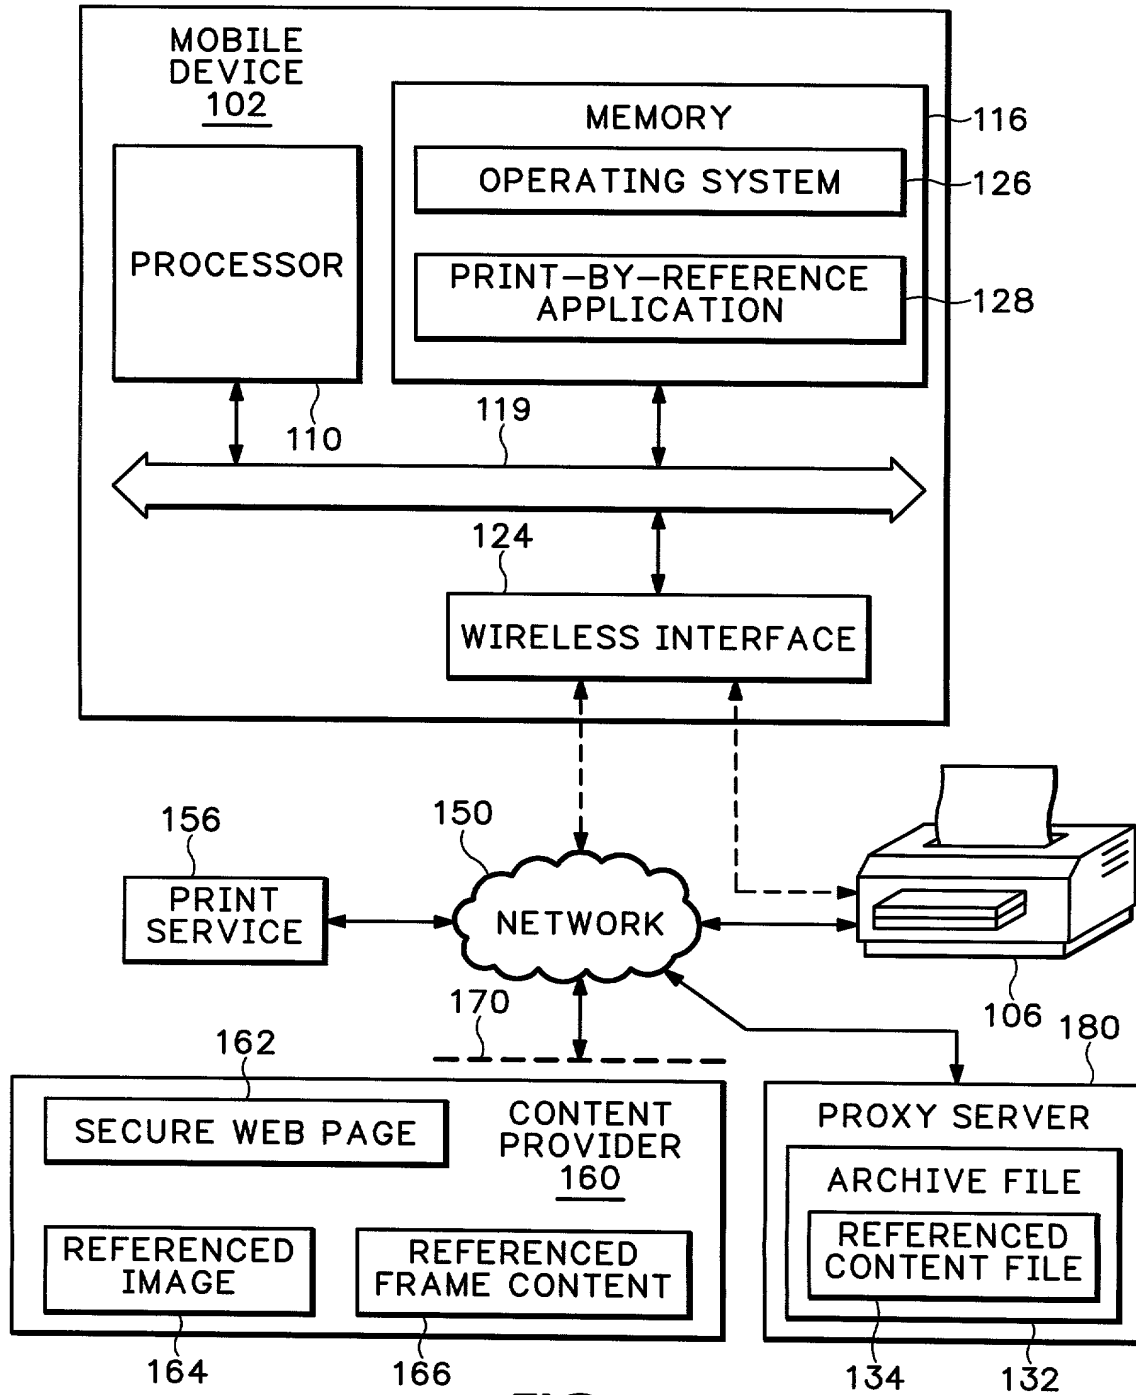 MOBILE
DEVICE
102
MEMORY
116
OPERATING SYSTEM
126
PROCESSOR
PRINT-BY-REFERENCE
APPLICATION
128
110
119
124
WIRELESS INTERFACE
156
150
PRINT
SERVICE
NETWORK
106
170
162
180
SECURE WEB PAGE
CONTENT
PROVIDER
160
PROXY SERVER
ARCHIVE FILE
REFERENCED
IMAGE
REFERENCED
FRAME CONTENT
REFERENCED
CONTENT FILE
164
166
134
132